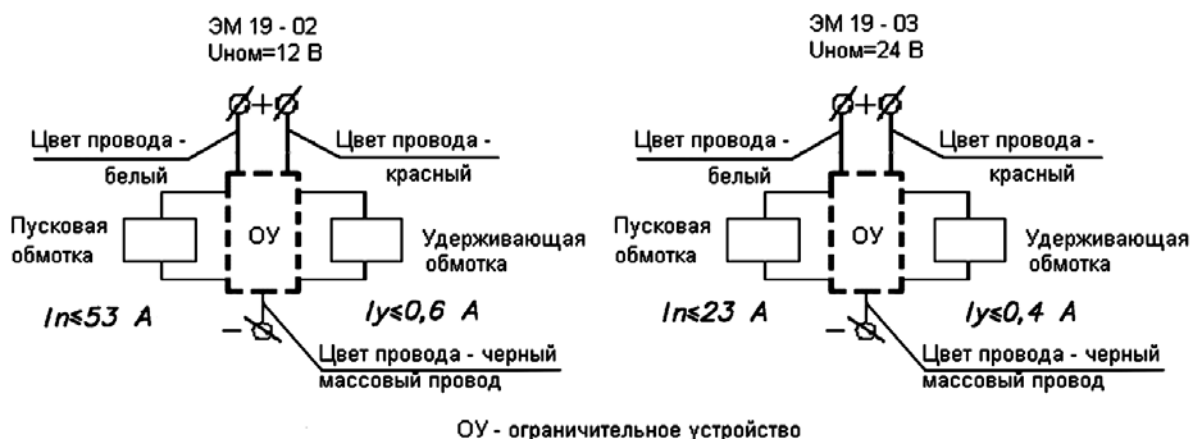 ЭМ 19 - 02
Uном=12 В
+
Цвет провода -
белый
Цвет провода -
красный
Пусковая
обмотка
ОУ
Удерживающая
обмотка
Iп≤53 А
Iу≤0,6 А
−
Цвет провода - черный
массовый провод
ЭМ 19 - 03
Uном=24 В
+
Цвет провода -
белый
Цвет провода -
красный
Пусковая
обмотка
ОУ
Удерживающая
обмотка
Iп≤23 А
Iу≤0,4 А
−
Цвет провода - черный
массовый провод
ОУ - ограничительное устройство